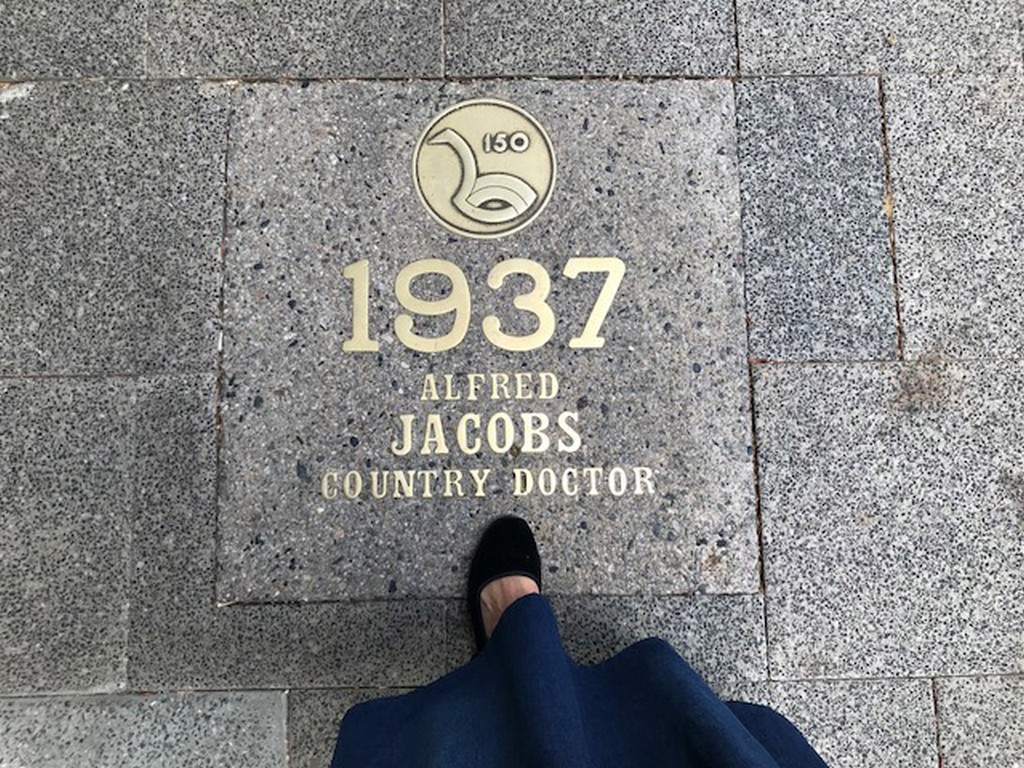 150
1937
ALFRED
JACOBS
COUNTRY DOCTOR